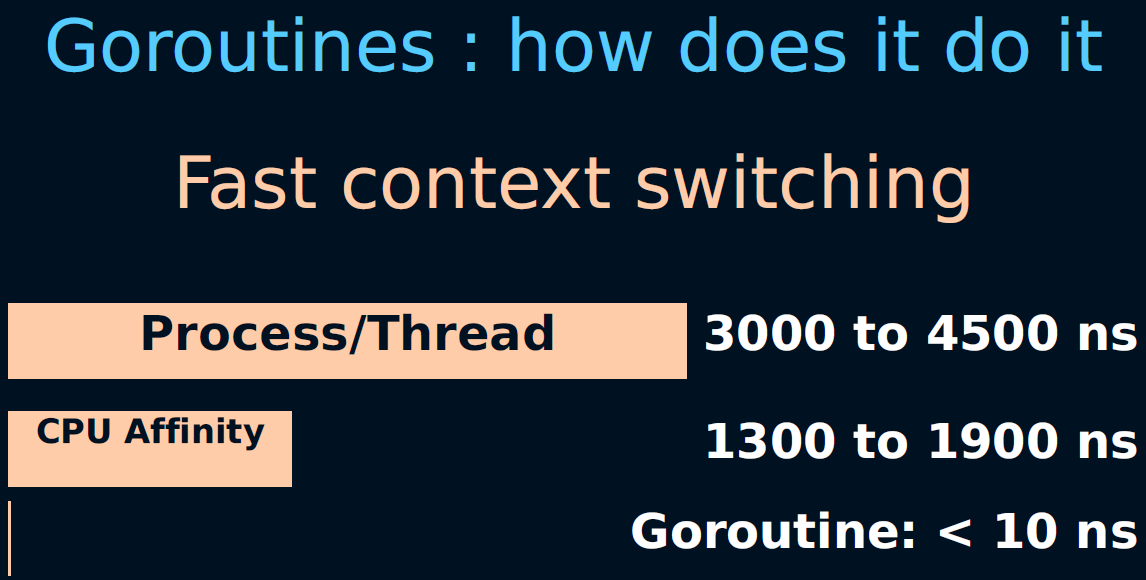 Goroutines : how does it do it
Fast context switching
Process/Thread 3000 to 4500 ns
CPU Affinity 1300 to 1900 ns
Goroutine: < 10 ns